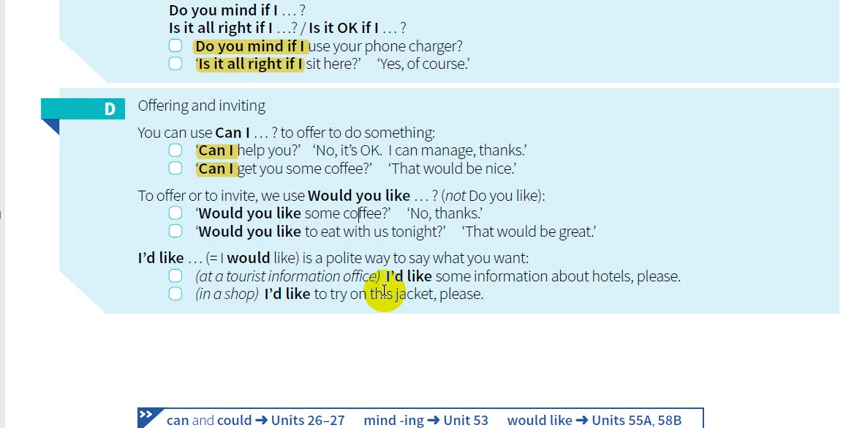 Do you mind if I … ?
Is it all right if I …? / Is it OK if I … ?
Do you mind if I use your phone charger?
‘Is it all right if I sit here?’ ‘Yes, of course.’
D Offering and inviting
You can use Can I … ? to offer to do something:
‘Can I help you?’ ‘No, it’s OK. I can manage, thanks.’
‘Can I get you some coffee?’ ‘That would be nice.’
To offer or to invite, we use Would you like … ? (not Do you like):
‘Would you like some coffee?’ ‘No, thanks.’
‘Would you like to eat with us tonight?’ ‘That would be great.’
I’d like … (= I would like) is a polite way to say what you want:
(at a tourist information office) I’d like some information about hotels, please.
(in a shop) I’d like to try on this jacket, please.
>> can and could ➜ Units 26–27 mind -ing ➜ Unit 53 would like ➜ Units 55A, 58B